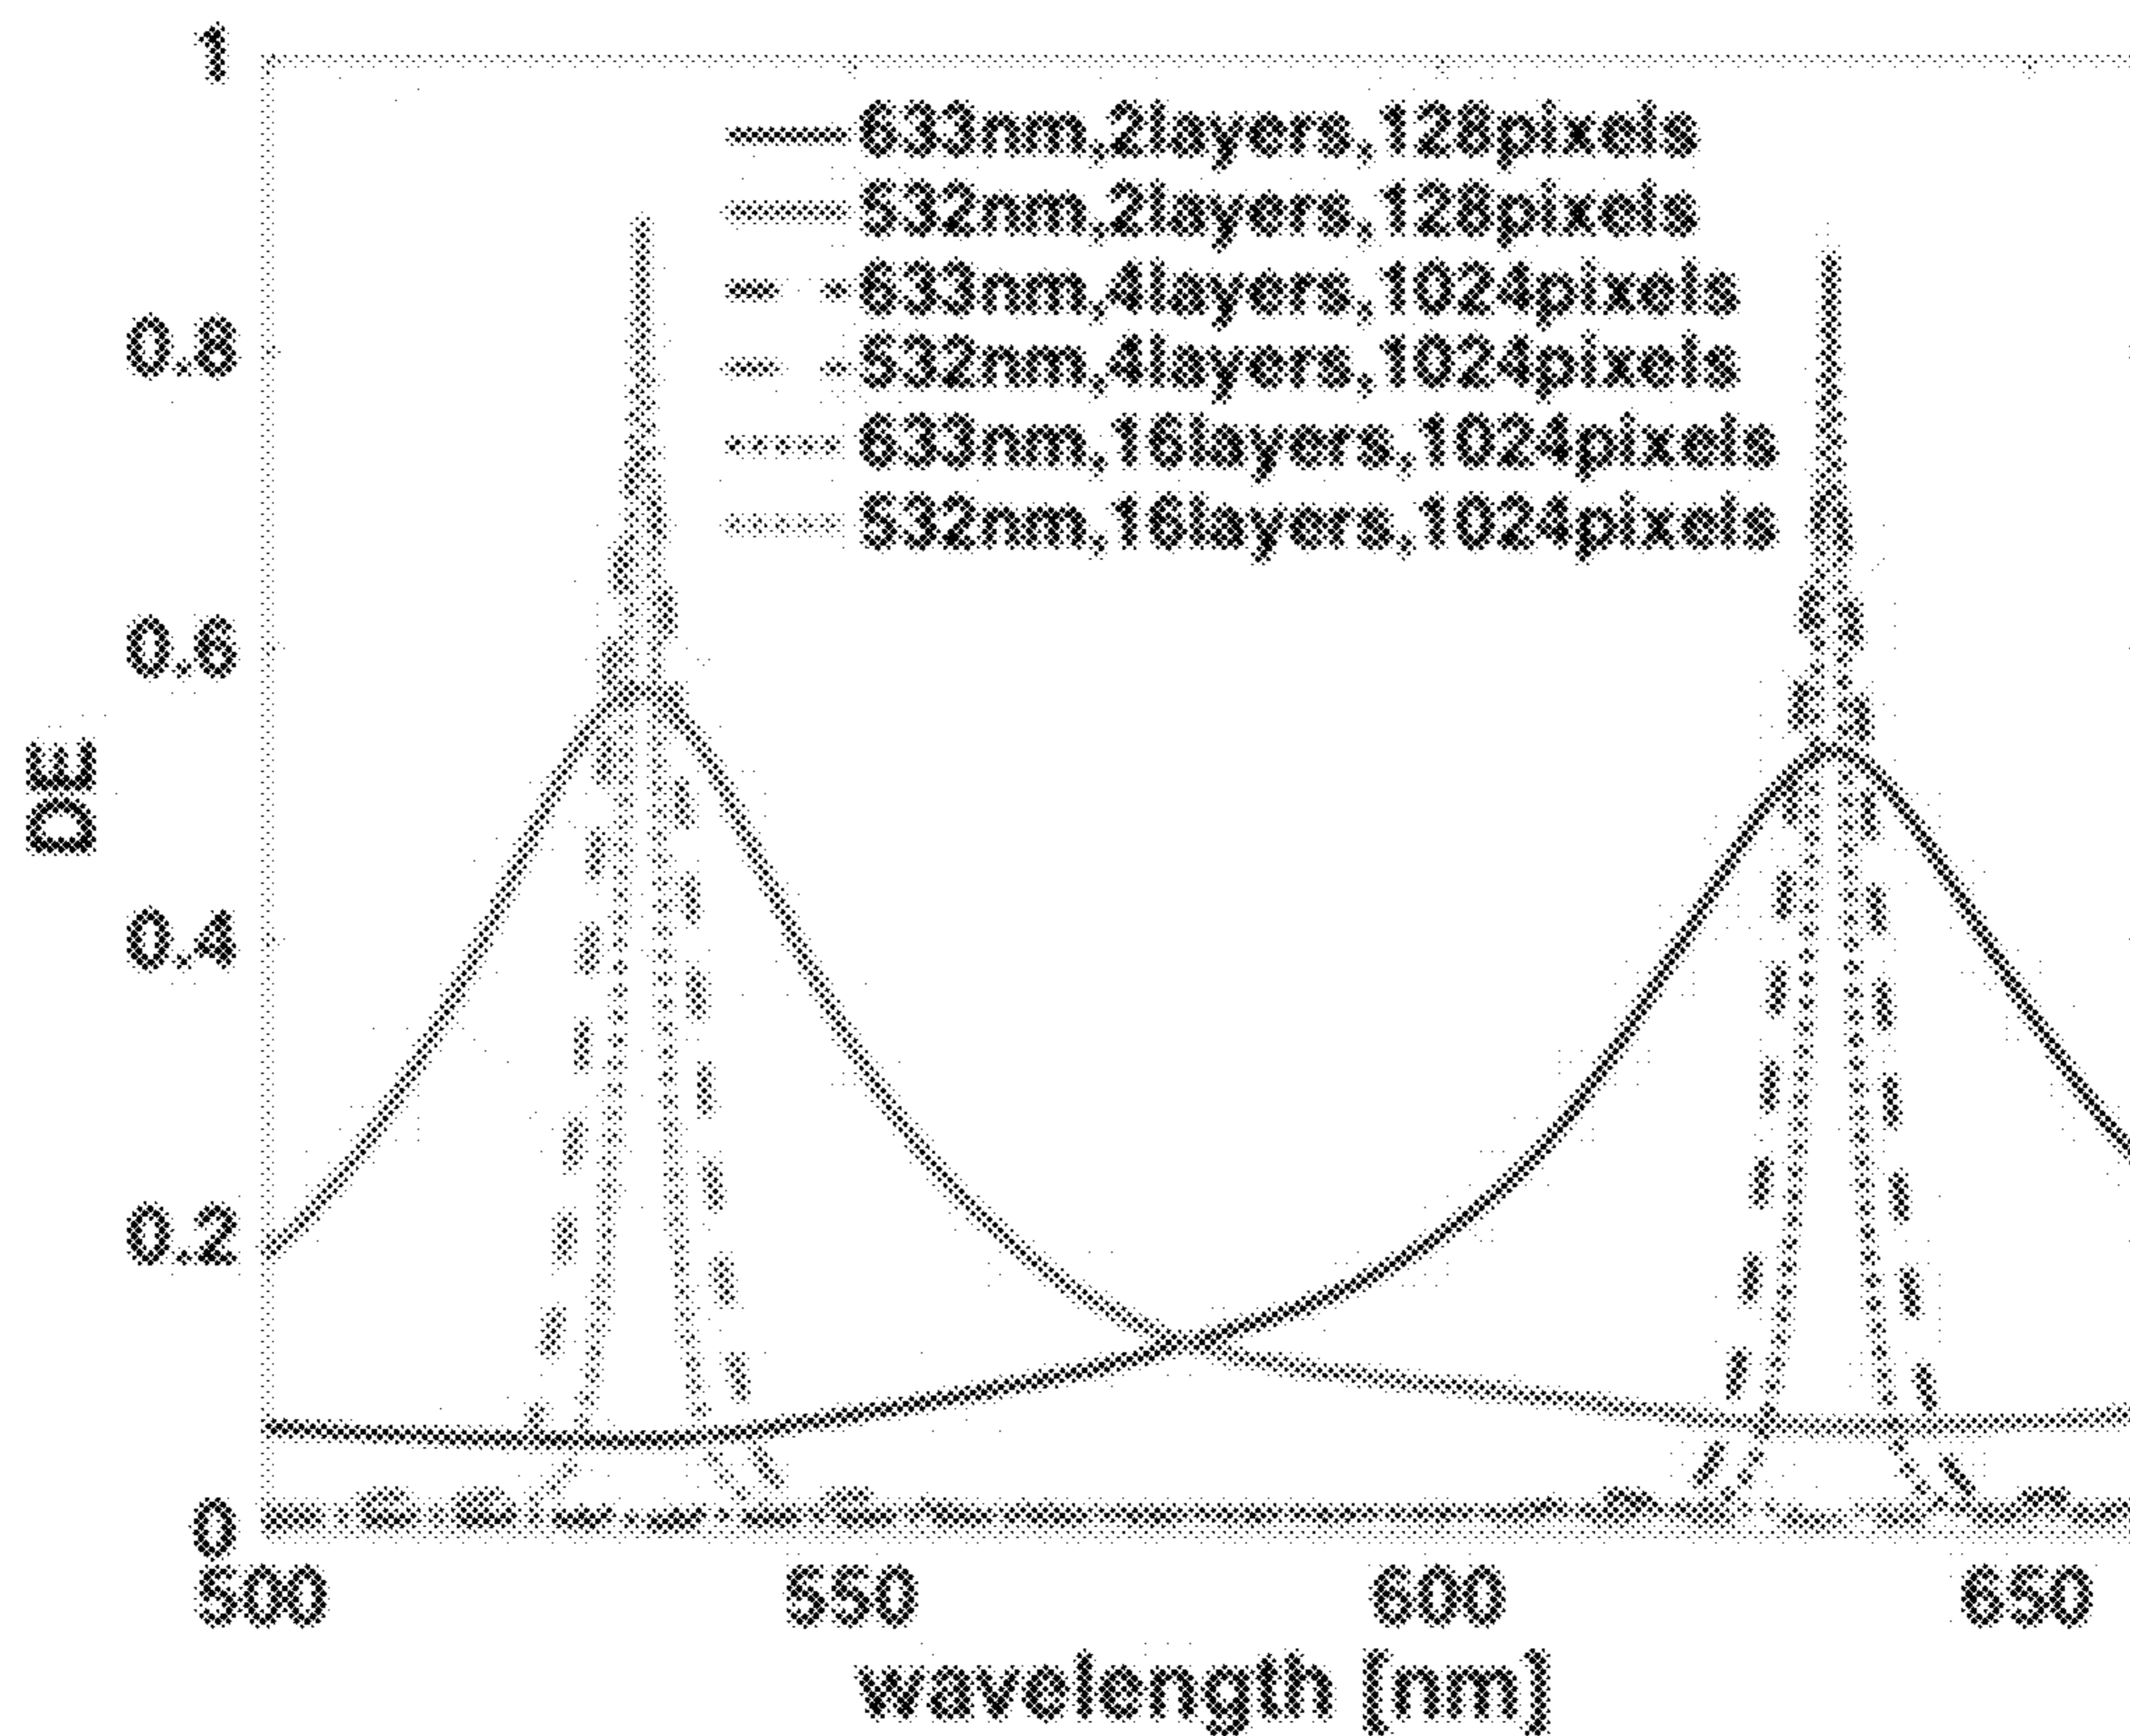 1
633nm,2layers,128pixels
532nm,2layers,128pixels
633nm,4layers,1024pixels
532nm,4layers,1024pixels
633nm,16layers,1024pixels
532nm,16layers,1024pixels
0.8
0.6
DE
0.4
0.2
0
500 550 600 650
wavelength [nm]